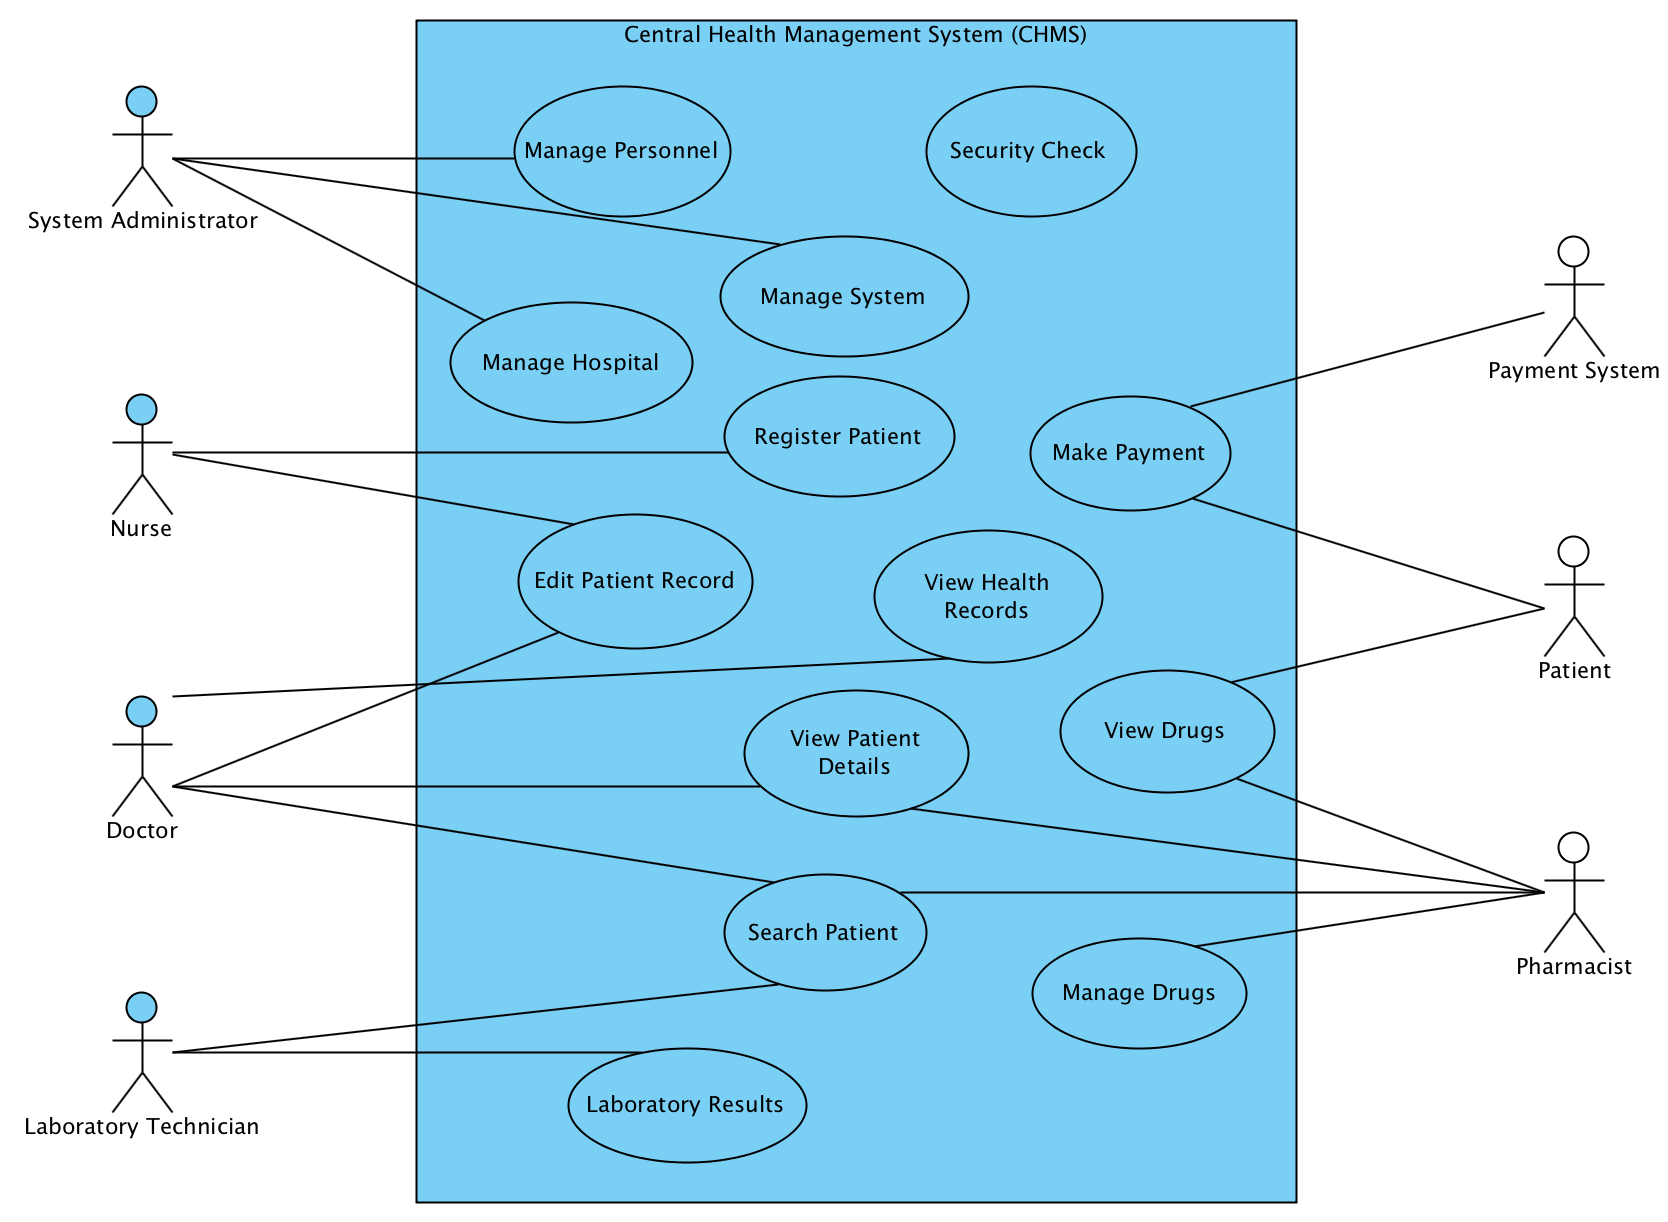 Central Health Management System (CHMS)
Manage Personnel
Security Check
System Administrator
Manage System
Manage Hospital
Payment System
Register Patient
Make Payment
Nurse
Edit Patient Record
View Health
Records
Patient
View Patient
Details
View Drugs
Doctor
Search Patient
Pharmacist
Manage Drugs
Laboratory Results
Laboratory Technician